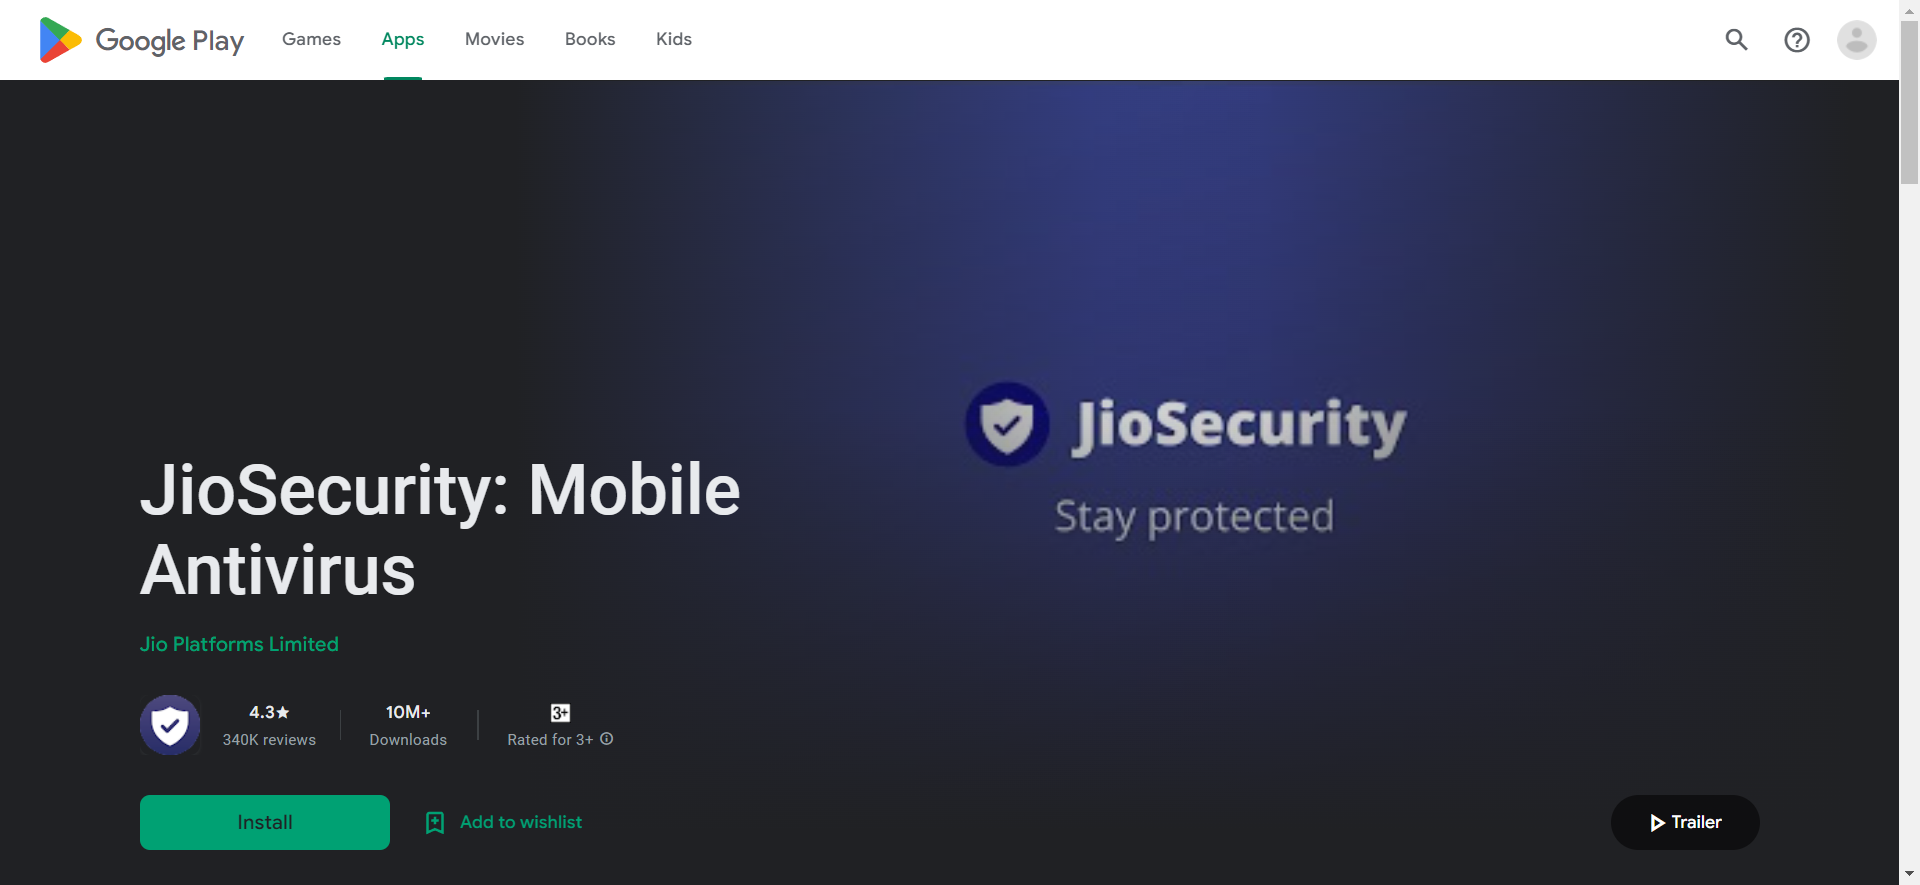 Google Play Games Apps Movies Books Kids
JioSecurity
Stay protected
JioSecurity: Mobile
Antivirus
Jio Platforms Limited
4.3★ 10M+ 3+
340K reviews Downloads Rated for 3+
Install Add to wishlist Trailer